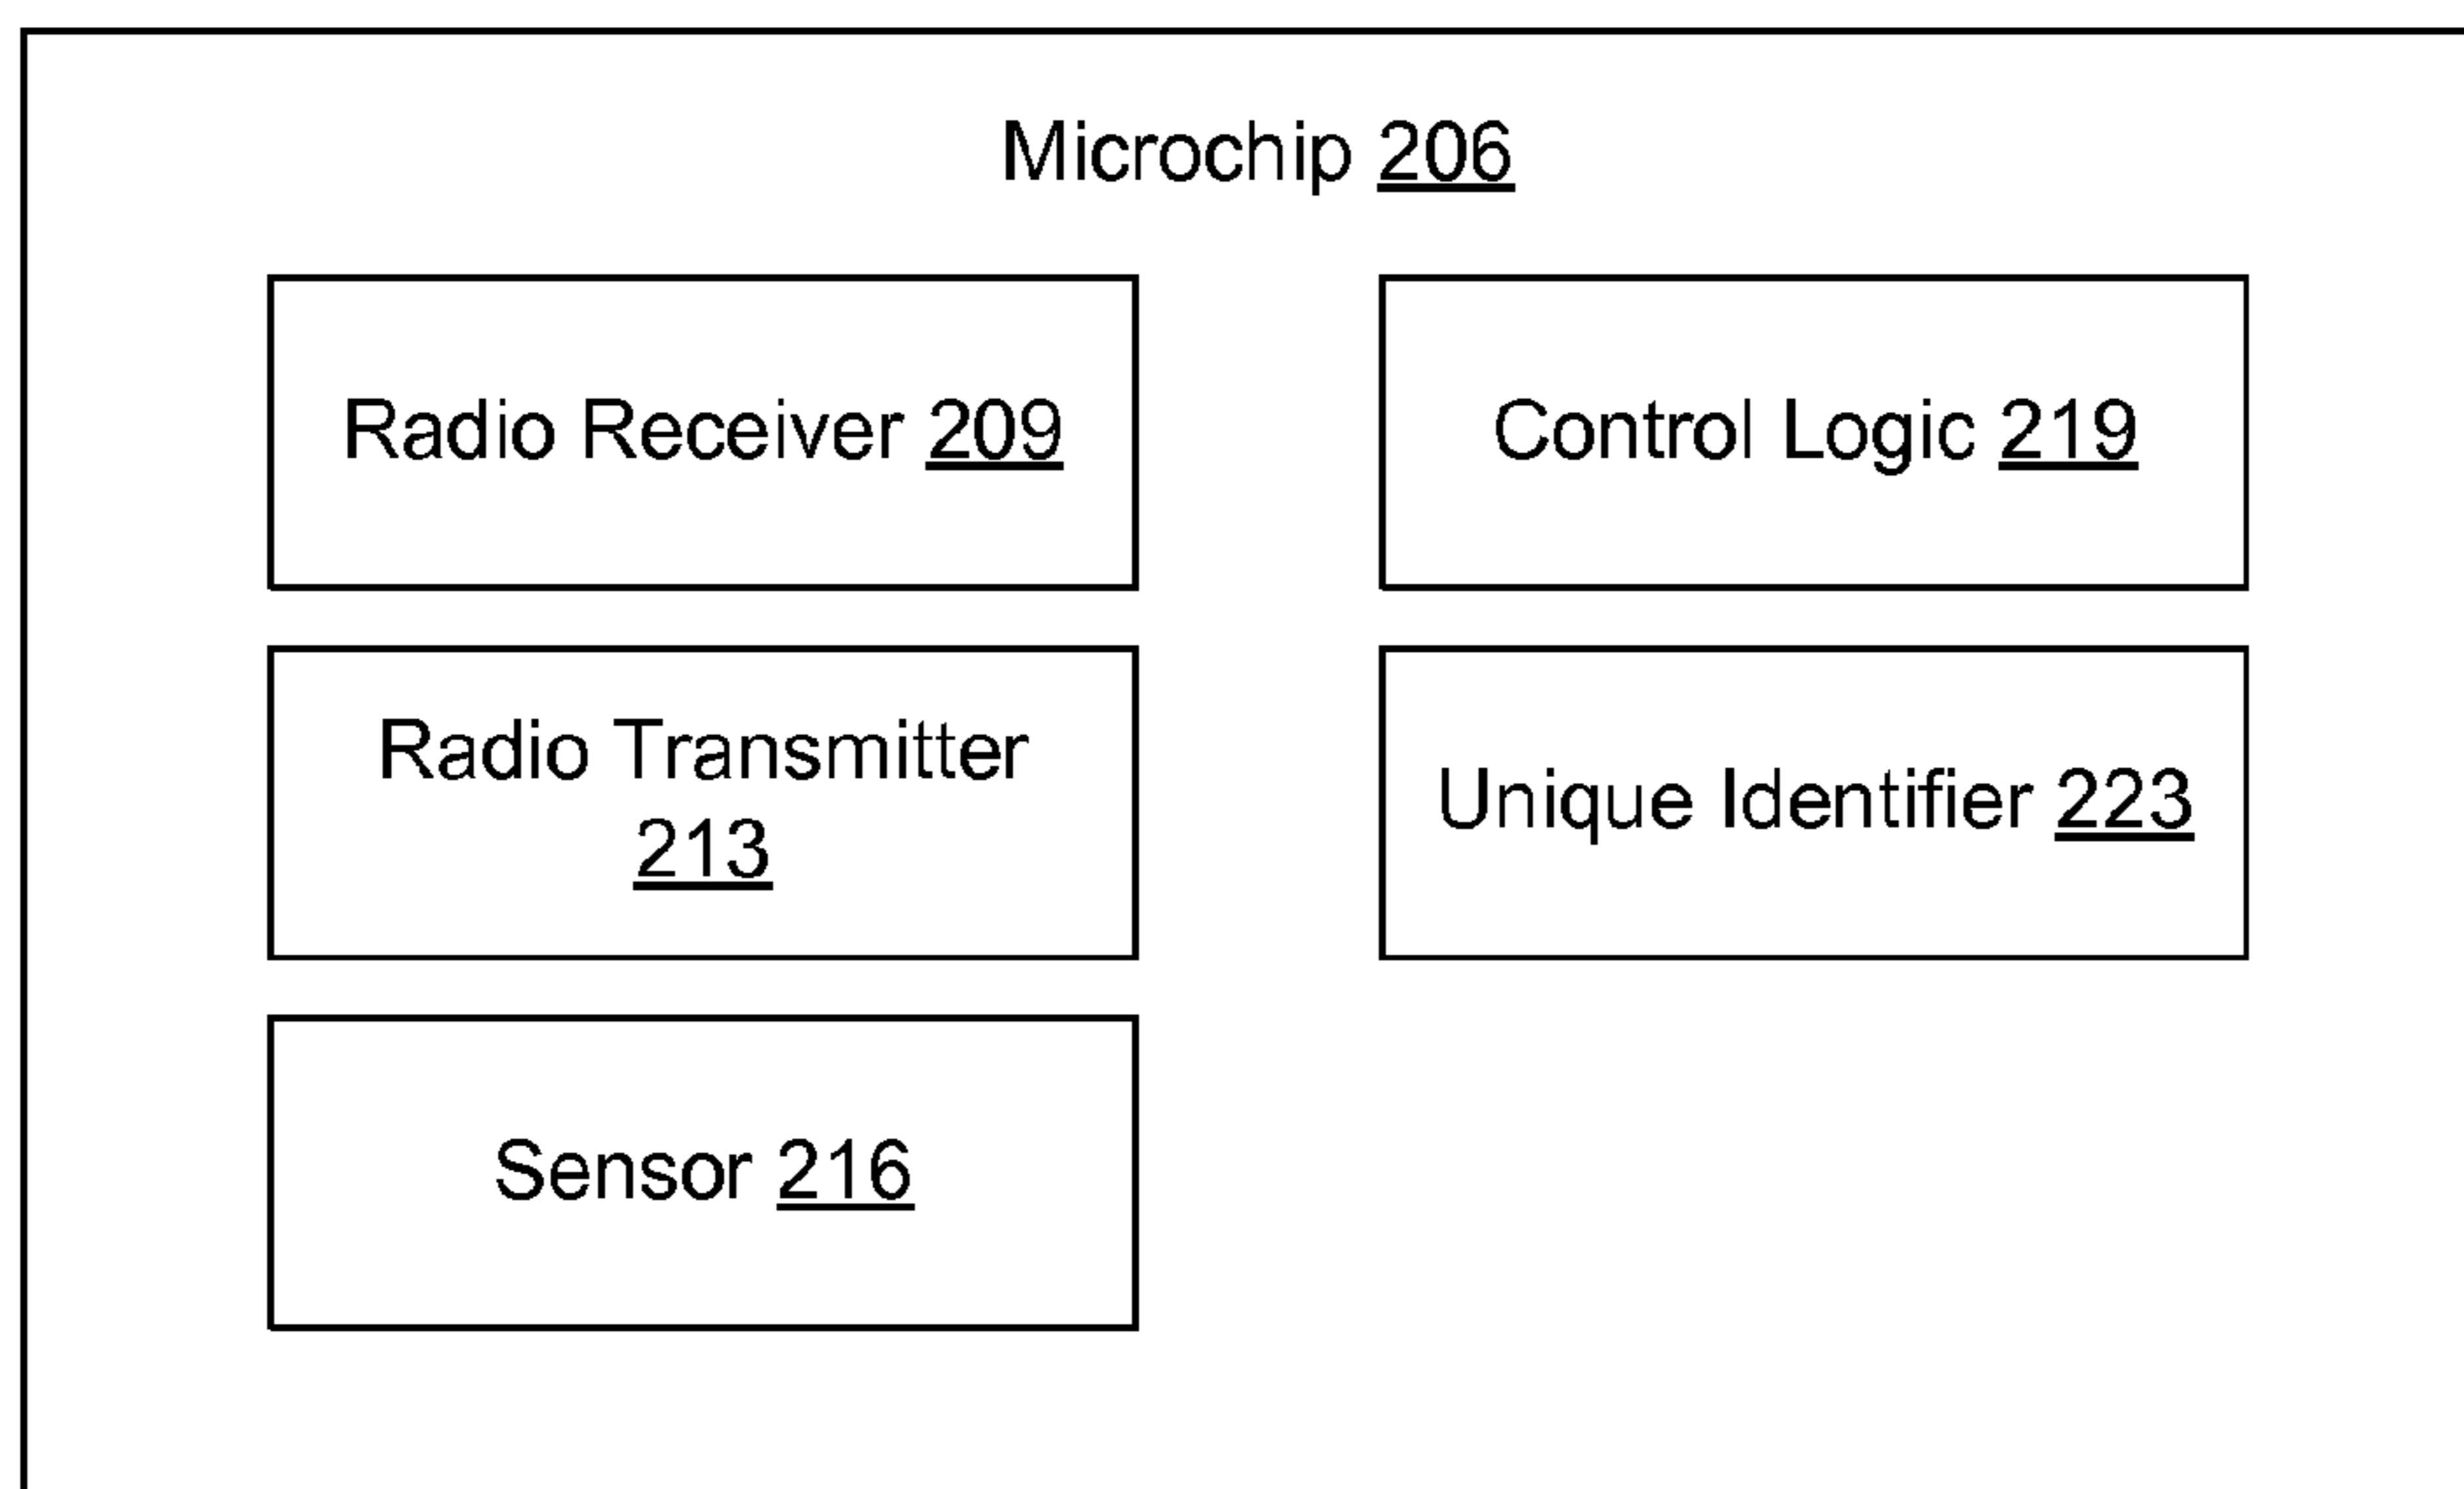 Microchip 206
Radio Receiver 209
Control Logic 219
Radio Transmitter
213
Unique Identifier 223
Sensor 216